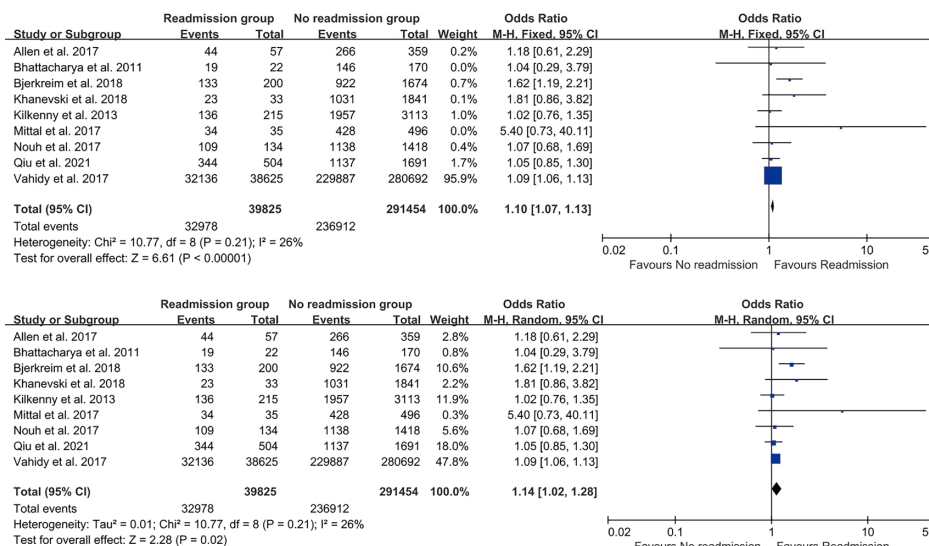 Readmission group No readmission group Odds Ratio Odds Ratio
Study or Subgroup Events Total Events Total Weight M-H, Fixed, 95% CI M-H, Fixed, 95% CI
Allen et al. 2017 44 57 266 359 0.2% 1.18 [0.61, 2.29]
Bhattacharya et al. 2011 19 22 146 170 0.0% 1.04 [0.29, 3.79]
Bjerkreim et al. 2018 133 200 922 1674 0.7% 1.62 [1.19, 2.21]
Khanevski et al. 2018 23 33 1031 1841 0.1% 1.81 [0.86, 3.82]
Kilkenny et al. 2013 136 215 1957 3113 0.9% 1.02 [0.76, 1.35]
Mittal et al. 2017 34 35 428 496 0.0% 5.40 [0.73, 40.11]
Nouh et al. 2017 109 134 1138 1418 0.4% 1.07 [0.68, 1.69]
Qiu et al. 2021 344 504 1137 1691 1.7% 1.05 [0.85, 1.30]
Vahidy et al. 2017 32136 38625 229887 280692 95.9% 1.09 [1.06, 1.13]
Total (95% CI) 39825 291454 100.0% 1.10 [1.07, 1.13]
Total events 32978 236912
Heterogeneity: Chi² = 10.77, df = 8 (P = 0.21); I² = 26%
Test for overall effect: Z = 6.61 (P < 0.00001)
0.02 0.1 1 10 5
Favours No readmission Favours Readmission
Readmission group No readmission group Odds Ratio Odds Ratio
Study or Subgroup Events Total Events Total Weight M-H, Random, 95% CI M-H, Random, 95% CI
Allen et al. 2017 44 57 266 359 2.8% 1.18 [0.61, 2.29]
Bhattacharya et al. 2011 19 22 146 170 0.8% 1.04 [0.29, 3.79]
Bjerkreim et al. 2018 133 200 922 1674 10.6% 1.62 [1.19, 2.21]
Khanevski et al. 2018 23 33 1031 1841 2.2% 1.81 [0.86, 3.82]
Kilkenny et al. 2013 136 215 1957 3113 11.9% 1.02 [0.76, 1.35]
Mittal et al. 2017 34 35 428 496 0.3% 5.40 [0.73, 40.11]
Nouh et al. 2017 109 134 1138 1418 5.6% 1.07 [0.68, 1.69]
Qiu et al. 2021 344 504 1137 1691 18.0% 1.05 [0.85, 1.30]
Vahidy et al. 2017 32136 38625 229887 280692 47.8% 1.09 [1.06, 1.13]
Total (95% CI) 39825 291454 100.0% 1.14 [1.02, 1.28]
Total events 32978 236912
Heterogeneity: Tau² = 0.01; Chi² = 10.77, df = 8 (P = 0.21); I² = 26%
Test for overall effect: Z = 2.28 (P = 0.02)
0.02 0.1 1 10 5
Favours No readmission Favours Readmission